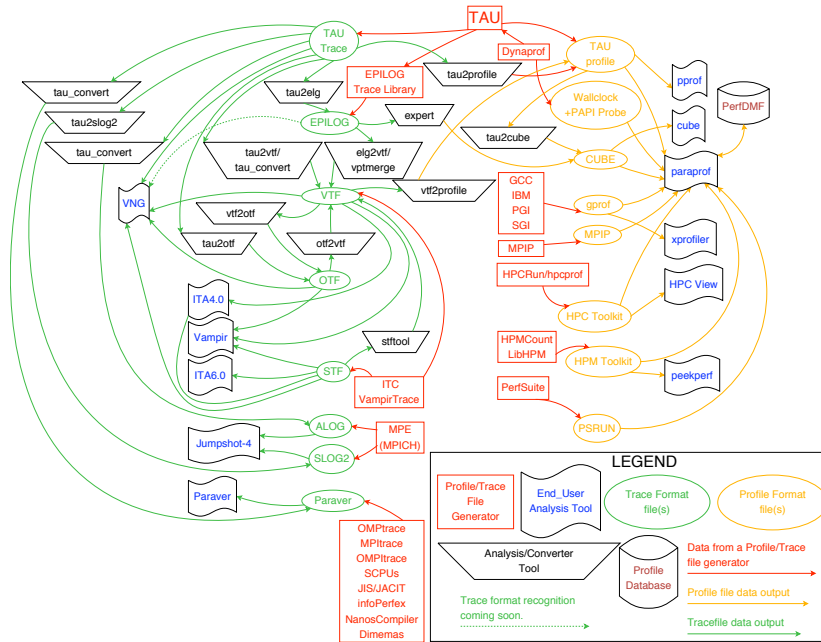 TAU
TAU
Trace
Dynaprof
TAU
profile
EPILOG
Trace Library
tau2profile
pprof
tau_convert
tau2elg
Wallclock
+PAPI Probe
PerfDMF
tau2slog2
EPILOG
expert
tau2cube
cube
tau_convert
tau2vtf/
tau_convert
elg2vtf/
vptmerge
CUBE
paraprof
VNG
VTF
vtf2profile
GCC
IBM
PGI
SGI
gprof
vtf2otf
tau2otf
otf2vtf
MPIP
MPIP
xprofiler
OTF
HPCRun/hpcprof
HPC View
ITA4.0
HPC Toolkit
Vampir
stftool
HPMCount
LibHPM
HPM Toolkit
ITA6.0
STF
peekperf
ITC
VampirTrace
PerfSuite
ALOG
MPE
(MPICH)
PSRUN
Jumpshot-4
SLOG2
Paraver
Paraver
OMPtrace
MPItrace
OMPItrace
SCPUs
JIS/JACIT
infoPerfex
NanosCompiler
Dimemas
LEGEND
Profile/Trace
File
Generator
End_User
Analysis Tool
Trace Format
file(s)
Profile Format
file(s)
Analysis/Converter
Tool
Profile
Database
Data from a Profile/Trace
file generator
Trace format recognition
coming soon.
Profile file data output
Tracefile data output